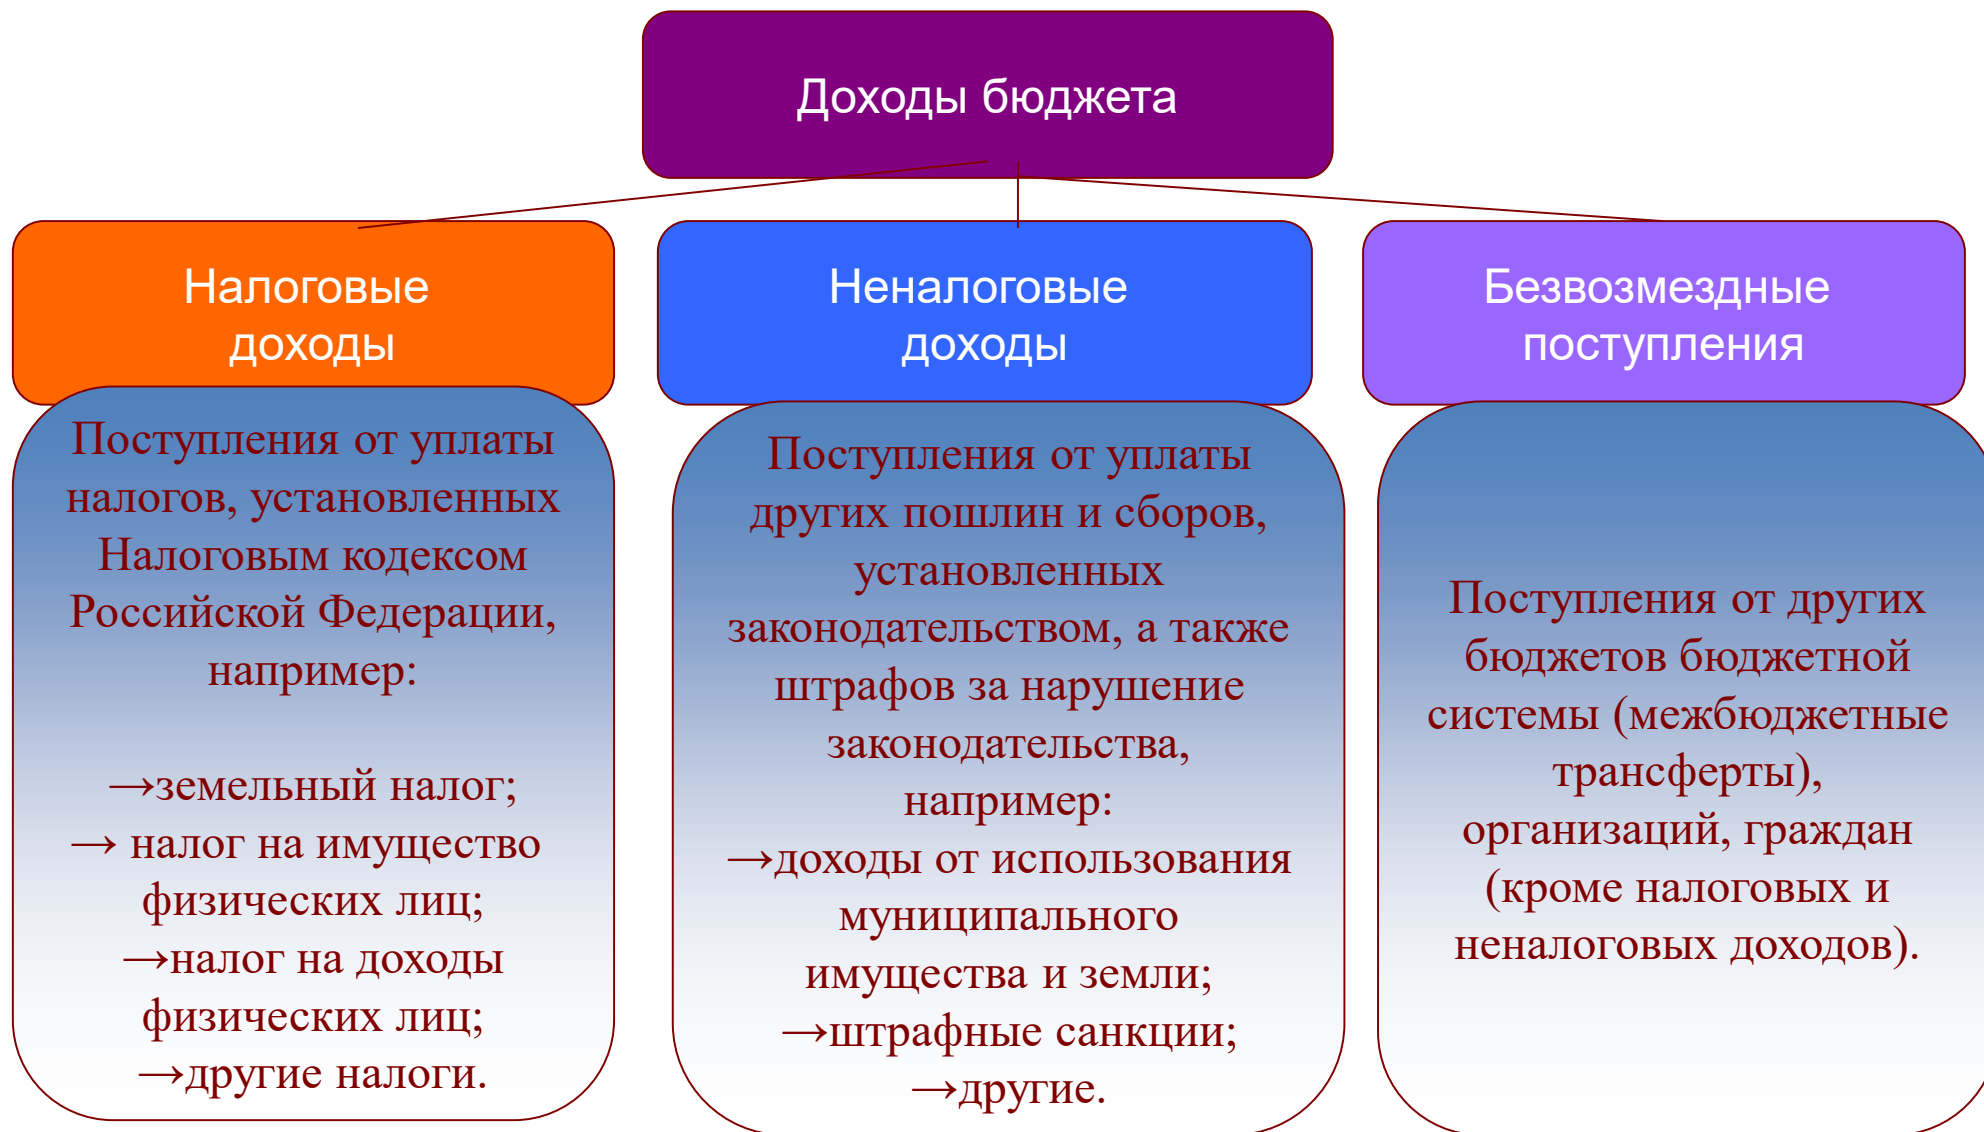 Доходы бюджета
Налоговые
доходы
Поступления от уплаты
налогов, установленных
Налоговым кодексом
Российской Федерации,
например:
→земельный налог;
→ налог на имущество
физических лиц;
→налог на доходы
физических лиц;
→другие налоги.
Неналоговые
доходы
Поступления от уплаты
других пошлин и сборов,
установленных
законодательством, а также
штрафов за нарушение
законодательства,
например:
→доходы от использования
муниципального
имущества и земли;
→штрафные санкции;
→другие.
Безвозмездные
поступления
Поступления от других
бюджетов бюджетной
системы (межбюджетные
трансферты),
организаций, граждан
(кроме налоговых и
неналоговых доходов).